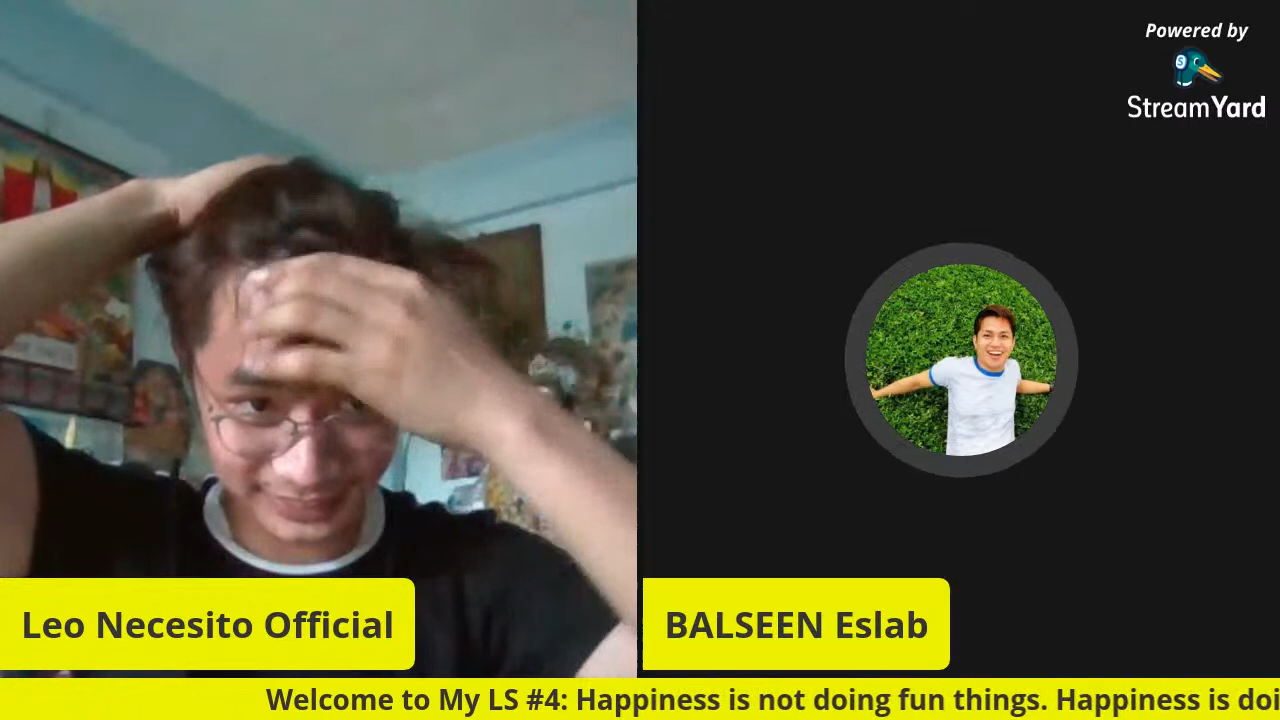 Powered by
StreamYard
Leo Necesito Official
BALSEEN Eslab
Welcome to My LS #4: Happiness is not doing fun things. Happiness is doi